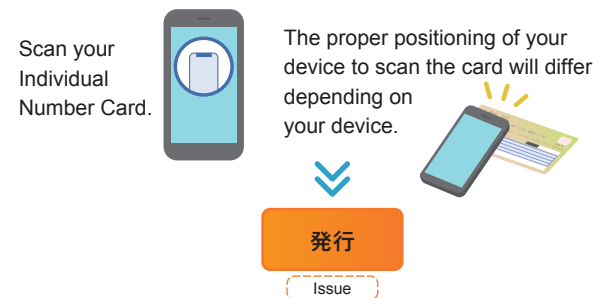 Scan your
Individual
Number Card.
The proper positioning of your
device to scan the card will differ
depending on
your device.
発行
Issue